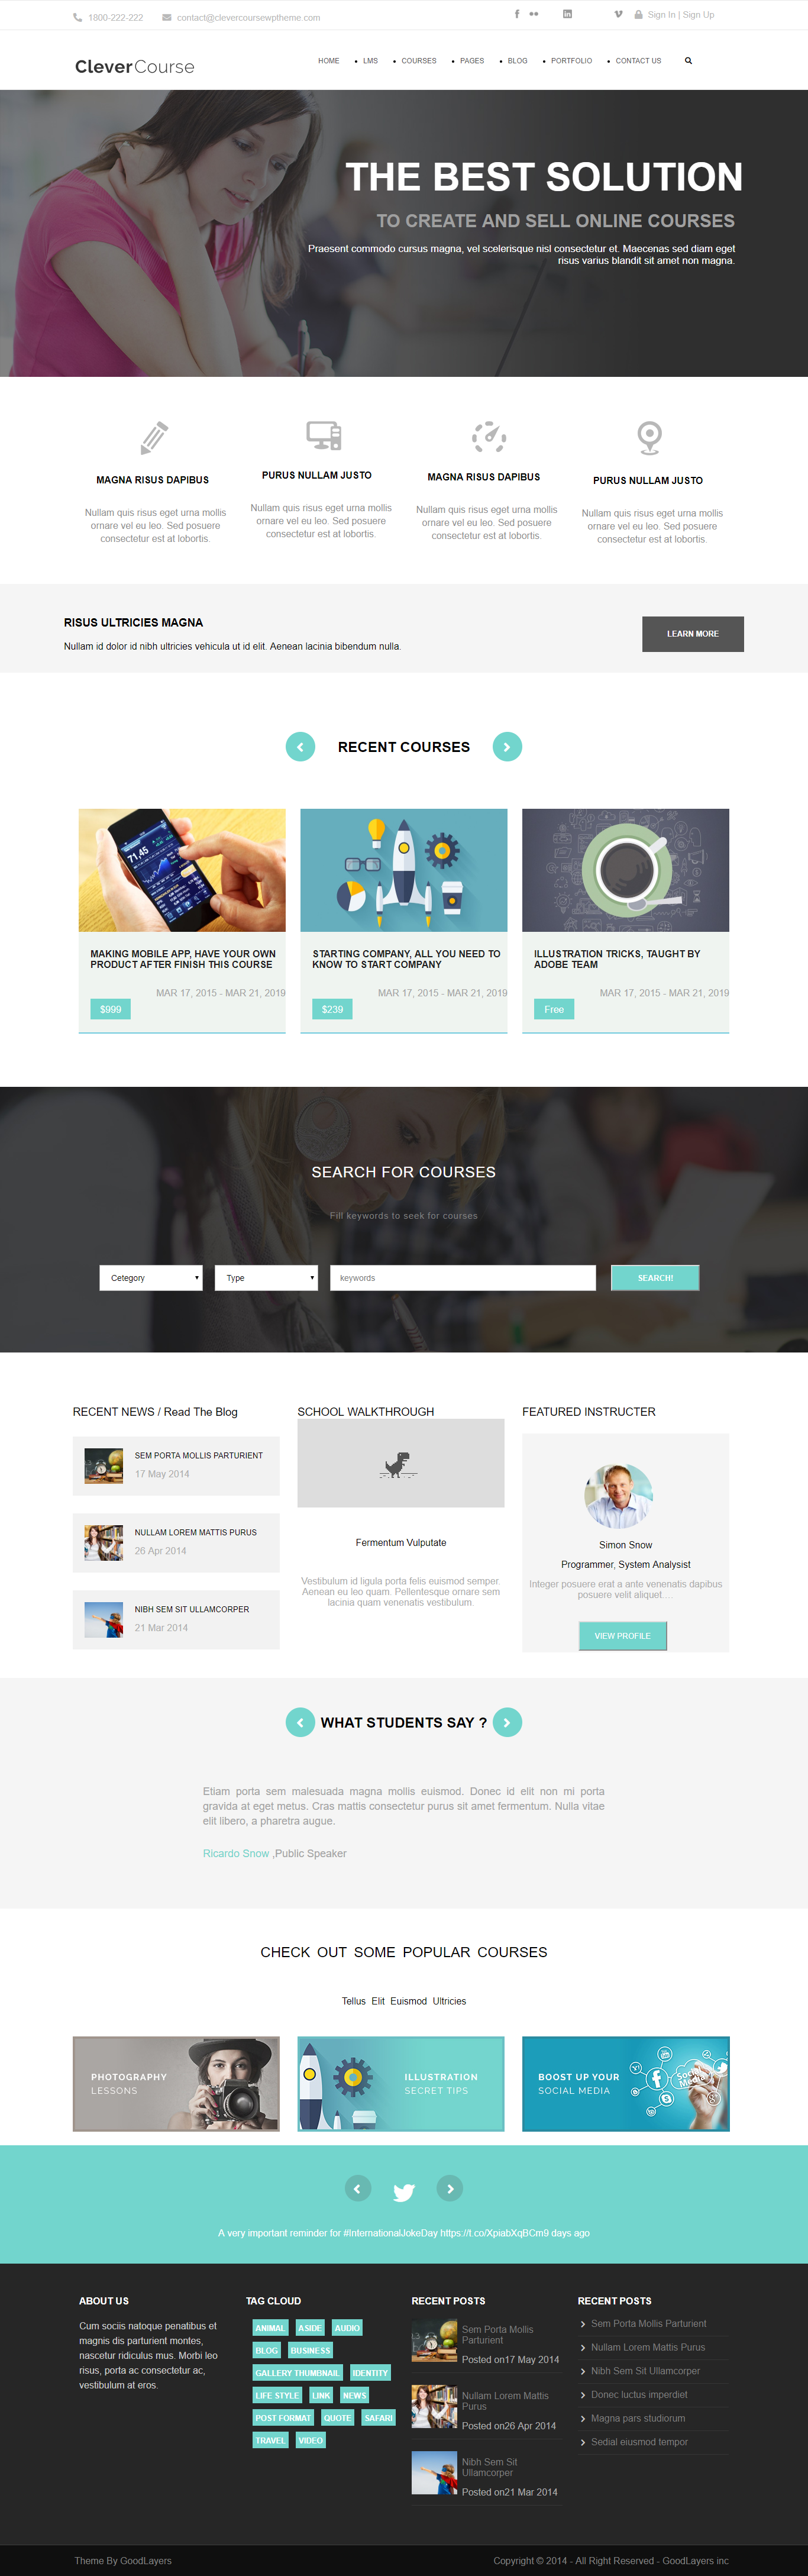 1800-222-222
contact@clevercoursewptheme.com
Sign In | Sign Up
CleverCourse
HOME
LMS
COURSES
PAGES
BLOG
PORTFOLIO
CONTACT US
THE BEST SOLUTION
TO CREATE AND SELL ONLINE COURSES
Praesent commodo cursus magna, vel scelerisque nisl consectetur et. Maecenas sed diam eget
risus varius blandit sit amet non magna.
MAGNA RISUS DAPIBUS
Nullam quis risus eget urna mollis
ornare vel eu leo. Sed posuere
consectetur est at lobortis.
PURUS NULLAM JUSTO
Nullam quis risus eget urna mollis
ornare vel eu leo. Sed posuere
consectetur est at lobortis.
MAGNA RISUS DAPIBUS
Nullam quis risus eget urna mollis
ornare vel eu leo. Sed posuere
consectetur est at lobortis.
PURUS NULLAM JUSTO
Nullam quis risus eget urna mollis
ornare vel eu leo. Sed posuere
consectetur est at lobortis.
RISUS ULTRICIES MAGNA
Nullam id dolor id nibh ultricies vehicula ut id elit. Aenean lacinia bibendum nulla.
LEARN MORE
RECENT COURSES
71,45
MAKING MOBILE APP, HAVE YOUR OWN
PRODUCT AFTER FINISH THIS COURSE
MAR 17, 2015 - MAR 21, 2019
$999
STARTING COMPANY, ALL YOU NEED TO
KNOW TO START COMPANY
MAR 17, 2015 - MAR 21, 2019
$239
ILLUSTRATION TRICKS, TAUGHT BY
ADOBE TEAM
MAR 17, 2015 - MAR 21, 2019
Free
SEARCH FOR COURSES
Fill keywords to seek for courses
Cetegory
Type
keywords
SEARCH!
RECENT NEWS / Read The Blog
SEM PORTA MOLLIS PARTURIENT
17 May 2014
NULLAM LOREM MATTIS PURUS
26 Apr 2014
NIBH SEM SIT ULLAMCORPER
21 Mar 2014
SCHOOL WALKTHROUGH
Fermentum Vulputate
Vestibulum id ligula porta felis euismod semper.
Aenean eu leo quam. Pellentesque ornare sem
lacinia quam venenatis vestibulum.
FEATURED INSTRUCTER
Simon Snow
Programmer, System Analysist
Integer posuere erat a ante venenatis dapibus
posuere velit aliquet....
VIEW PROFILE
WHAT STUDENTS SAY ?
Etiam porta sem malesuada magna mollis euismod. Donec id elit non mi porta
gravida at eget metus. Cras mattis consectetur purus sit amet fermentum. Nulla vitae
elit libero, a pharetra augue.
Ricardo Snow ,Public Speaker
CHECK OUT SOME POPULAR COURSES
Tellus Elit Euismod Ultricies
PHOTOGRAPHY
LESSONS
ILLUSTRATION
SECRET TIPS
BOOST UP YOUR
SOCIAL MEDIA
Social
Media
A very important reminder for #InternationalJokeDay https://t.co/XpiabXqBCm9 days ago
ABOUT US
Cum sociis natoque penatibus et
magnis dis parturient montes,
nascetur ridiculus mus. Morbi leo
risus, porta ac consectetur ac,
vestibulum at eros.
TAG CLOUD
ANIMAL
ASIDE
AUDIO
BLOG
BUSINESS
GALLERY THUMBNAIL
IDENTITY
LIFE STYLE
LINK
NEWS
POST FORMAT
QUOTE
SAFARI
TRAVEL
VIDEO
RECENT POSTS
Sem Porta Mollis
Parturient
Posted on17 May 2014
Nullam Lorem Mattis
Purus
Posted on26 Apr 2014
Nibh Sem Sit
Ullamcorper
Posted on21 Mar 2014
RECENT POSTS
Sem Porta Mollis Parturient
Nullam Lorem Mattis Purus
Nibh Sem Sit Ullamcorper
Donec luctus imperdiet
Magna pars studiorum
Sedial eiusmod tempor
Theme By GoodLayers
Copyright © 2014 - All Right Reserved - GoodLayers inc